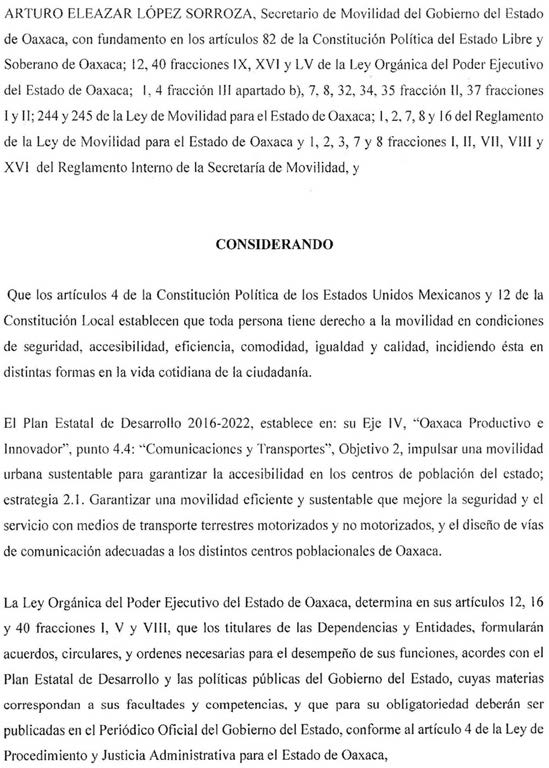 ARTURO ELEAZAR LÓPEZ SORROZA, Secretario de Movilidad del Gobierno del Estado
de Oaxaca, con fundamento en los artículos 82 de la Constitución Política del Estado Libre y
Soberano de Oaxaca; 12, 40 fracciones IX, XVI y LV de la Ley Orgánica del Poder Ejecutivo
del Estado de Oaxaca; 1, 4 fracción III apartado b), 7, 8, 32, 34, 35 fracción II, 37 fracciones
I y II; 244 y 245 de la Ley de Movilidad para el Estado de Oaxaca; 1, 2, 7, 8 y 16 del Reglamento
de la Ley de Movilidad para el Estado de Oaxaca y 1, 2, 3, 7 y 8 fracciones I, II, VII, VIII y
XVI del Reglamento Interno de la Secretaría de Movilidad, y
CONSIDERANDO
Que los artículos 4 de la Constitución Política de los Estados Unidos Mexicanos y 12 de la
Constitución Local establecen que toda persona tiene derecho a la movilidad en condiciones
de seguridad, accesibilidad, eficiencia, comodidad, igualdad y calidad, incidiendo ésta en
distintas formas en la vida cotidiana de la ciudadanía.
El Plan Estatal de Desarrollo 2016-2022, establece en: su Eje IV, “Oaxaca Productivo e
Innovador”, punto 4.4: “Comunicaciones y Transportes”, Objetivo 2, impulsar una movilidad
urbana sustentable para garantizar la accesibilidad en los centros de población del estado;
estrategia 2.1. Garantizar una movilidad eficiente y sustentable que mejore la seguridad y el
servicio con medios de transporte terrestres motorizados y no motorizados, y el diseño de vías
de comunicación adecuadas a los distintos centros poblacionales de Oaxaca.
La Ley Orgánica del Poder Ejecutivo del Estado de Oaxaca, determina en sus artículos 12, 16
y 40 fracciones I, V y VIII, que los titulares de las Dependencias y Entidades, formularán
acuerdos, circulares, y ordenes necesarias para el desempeño de sus funciones, acordes con el
Plan Estatal de Desarrollo y las políticas públicas del Gobierno del Estado, cuyas materias
correspondan a sus facultades y competencias, y que para su obligatoriedad deberán ser
publicadas en el Periódico Oficial del Gobierno del Estado, conforme al artículo 4 de la Ley de
Procedimiento y Justicia Administrativa para el Estado de Oaxaca,